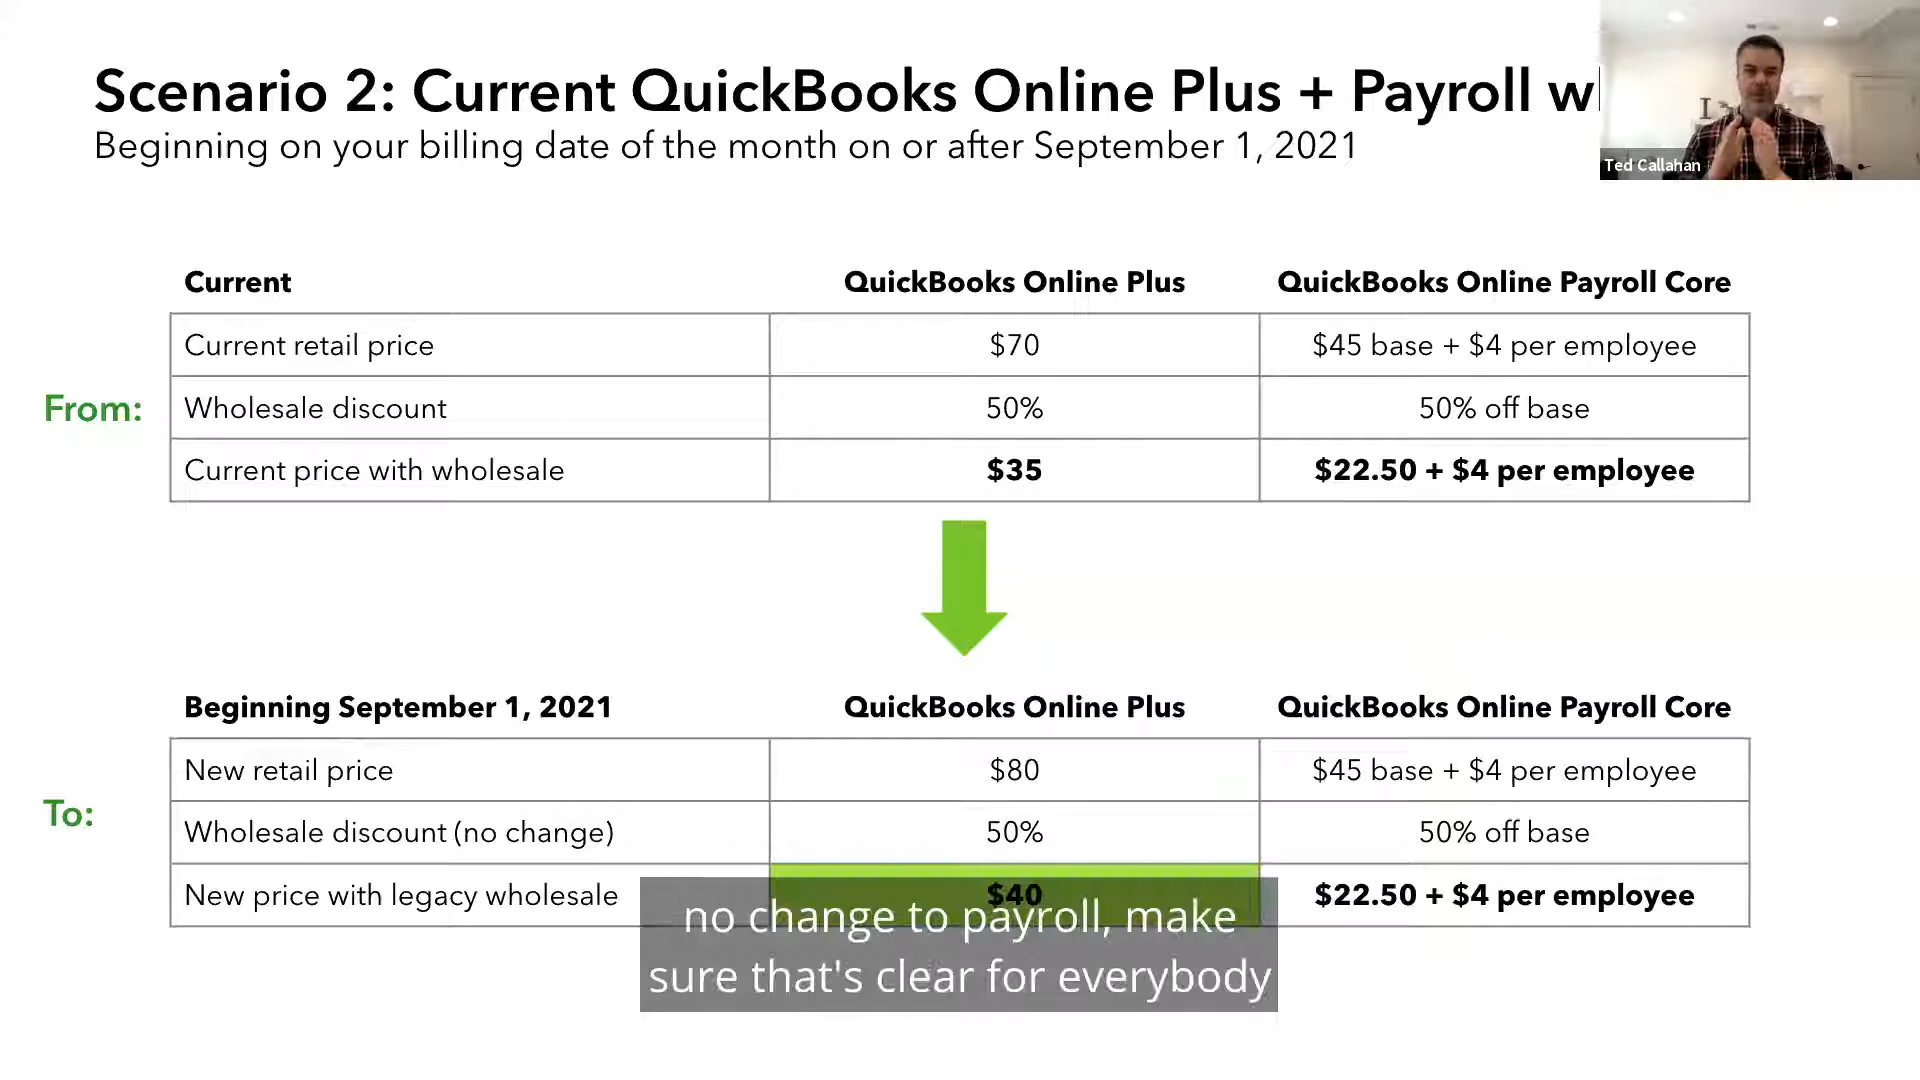 Scenario 2: Current QuickBooks Online Plus + Payroll w
Beginning on your billing date of the month on or after September 1, 2021
Ted Callahan
Current QuickBooks Online Plus QuickBooks Online Payroll Core
Current retail price $70 $45 base + $4 per employee
From:
Wholesale discount 50% 50% off base
Current price with wholesale $35 $22.50 + $4 per employee
Beginning September 1, 2021 QuickBooks Online Plus QuickBooks Online Payroll Core
New retail price $80 $45 base + $4 per employee
To:
Wholesale discount (no change) 50% 50% off base
New price with legacy wholesale $40 $22.50 + $4 per employee
no change to payroll, make
sure that's clear for everybody